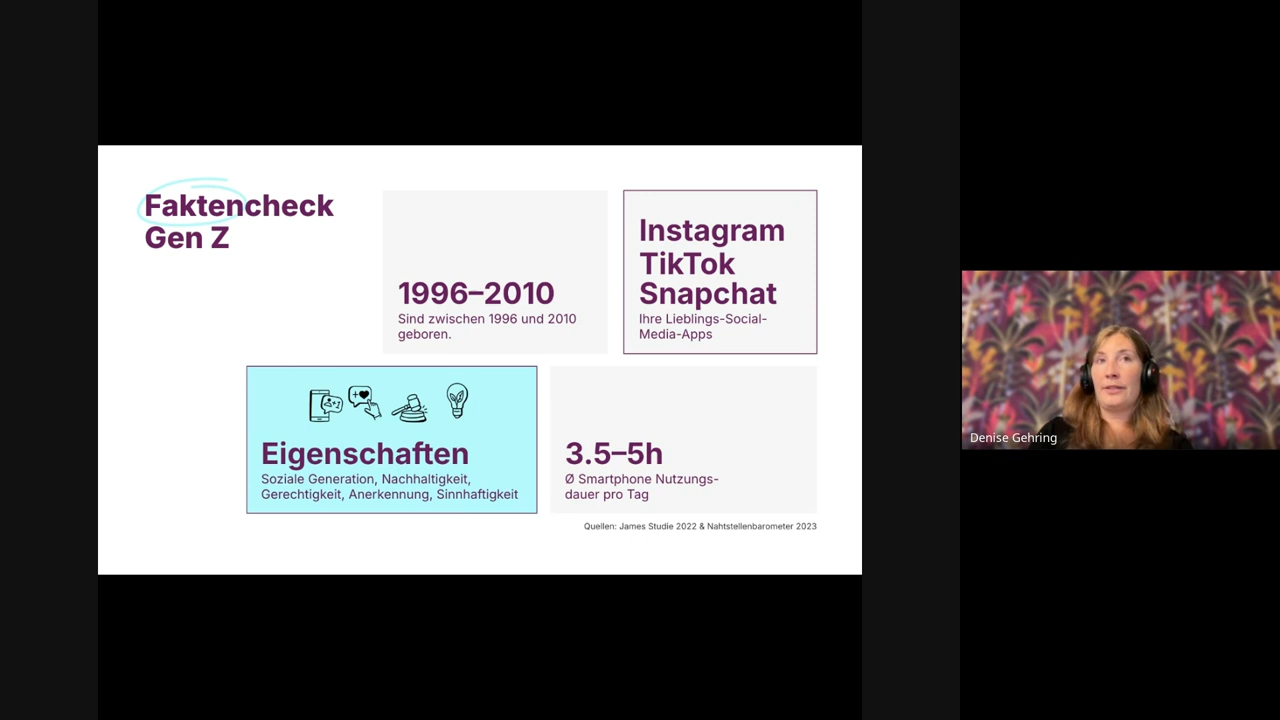 Faktencheck
Gen Z
1996–2010
Sind zwischen 1996 und 2010
geboren.
Instagram
TikTok
Snapchat
Ihre Lieblings-Social-
Media-Apps
Eigenschaften
Soziale Generation, Nachhaltigkeit,
Gerechtigkeit, Anerkennung, Sinnhaftigkeit
3.5–5h
Ø Smartphone Nutzungs-
dauer pro Tag
Quellen: James Studie 2022 & Nahtstellenbarometer 2023
Denise Gehring